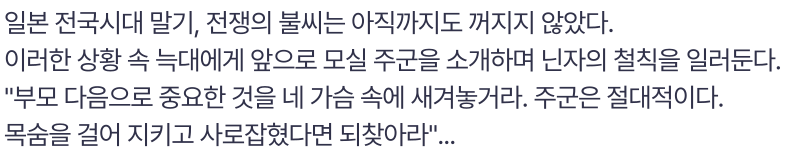 일본 전국시대 말기, 전쟁의 불씨는 아직까지도 꺼지지 않았다.
이러한 상황 속 늑대에게 앞으로 모실 주군을 소개하며 닌자의 철칙을 일러둔다.
"부모 다음으로 중요한 것을 네 가슴 속에 새겨놓거라. 주군은 절대적이다.
목숨을 걸어 지키고 사로잡혔다면 되찾아라"...